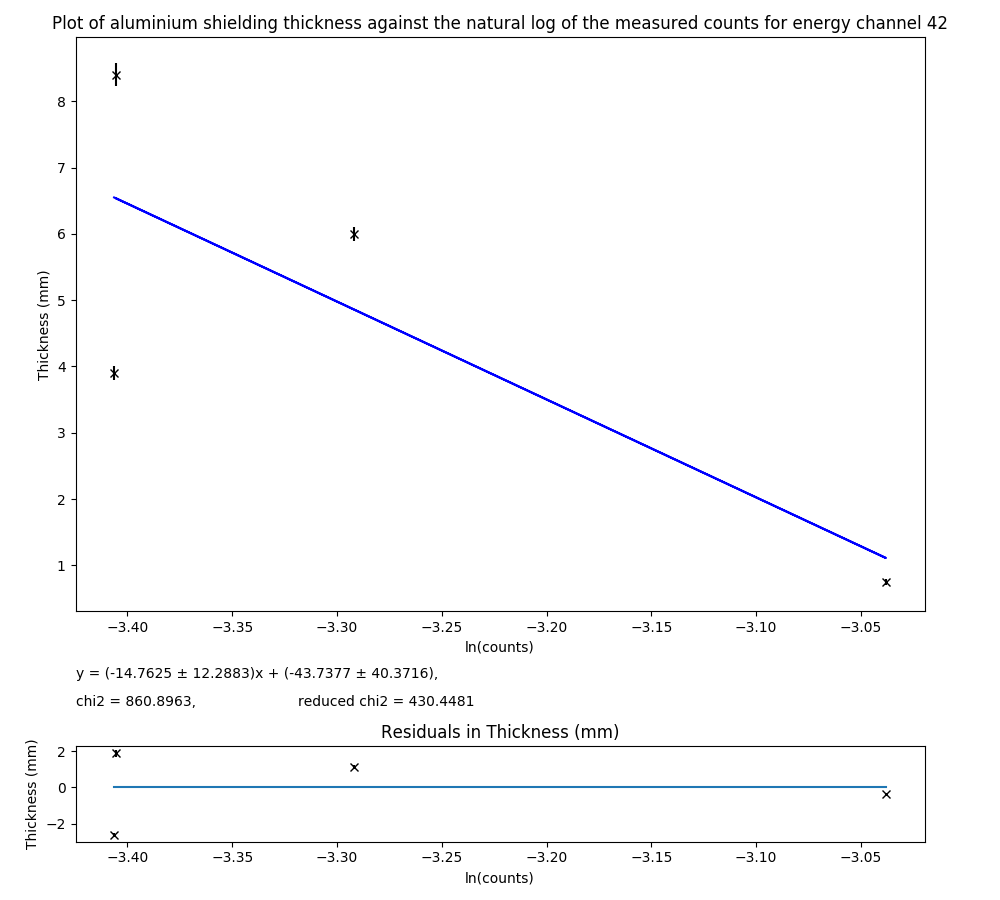 Plot of aluminium shielding thickness against the natural log of the measured counts for energy channel 42
Thickness (mm)
8
7
6
5
4
3
2
1
−3.40 −3.35 −3.30 −3.25 −3.20 −3.15 −3.10 −3.05
ln(counts)
y = (-14.7625 ± 12.2883)x + (-43.7377 ± 40.3716),
chi2 = 860.8963, reduced chi2 = 430.4481
Residuals in Thickness (mm)
Thickness (mm)
2
0
−2
−3.40 −3.35 −3.30 −3.25 −3.20 −3.15 −3.10 −3.05
ln(counts)